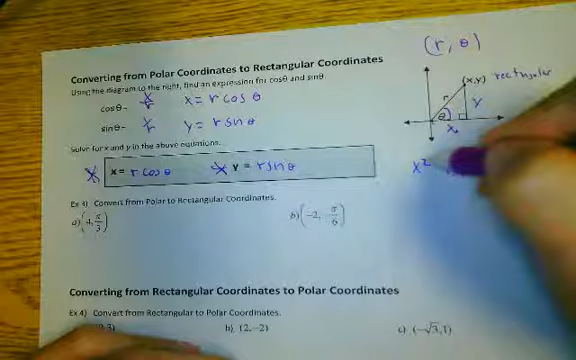 (r, θ)
Converting from Polar Coordinates to Rectangular Coordinates
Using the diagram to the right, find an expression for cosθ and sinθ
cosθ= x/r x = r cos θ
sinθ= y/r y = r sin θ
(x,y) rectangular
r
θ
y
x
Solve for x and y in the above equations.
x = r cosθ y = r sinθ
x²
Ex 3) Convert from Polar to Rectangular Coordinates.
a) (4, π/3) b) (-2, π/6)
Converting from Rectangular Coordinates to Polar Coordinates
Ex 4) Convert from Rectangular to Polar Coordinates.
3) b) (2,-2) c) (-√3,1)